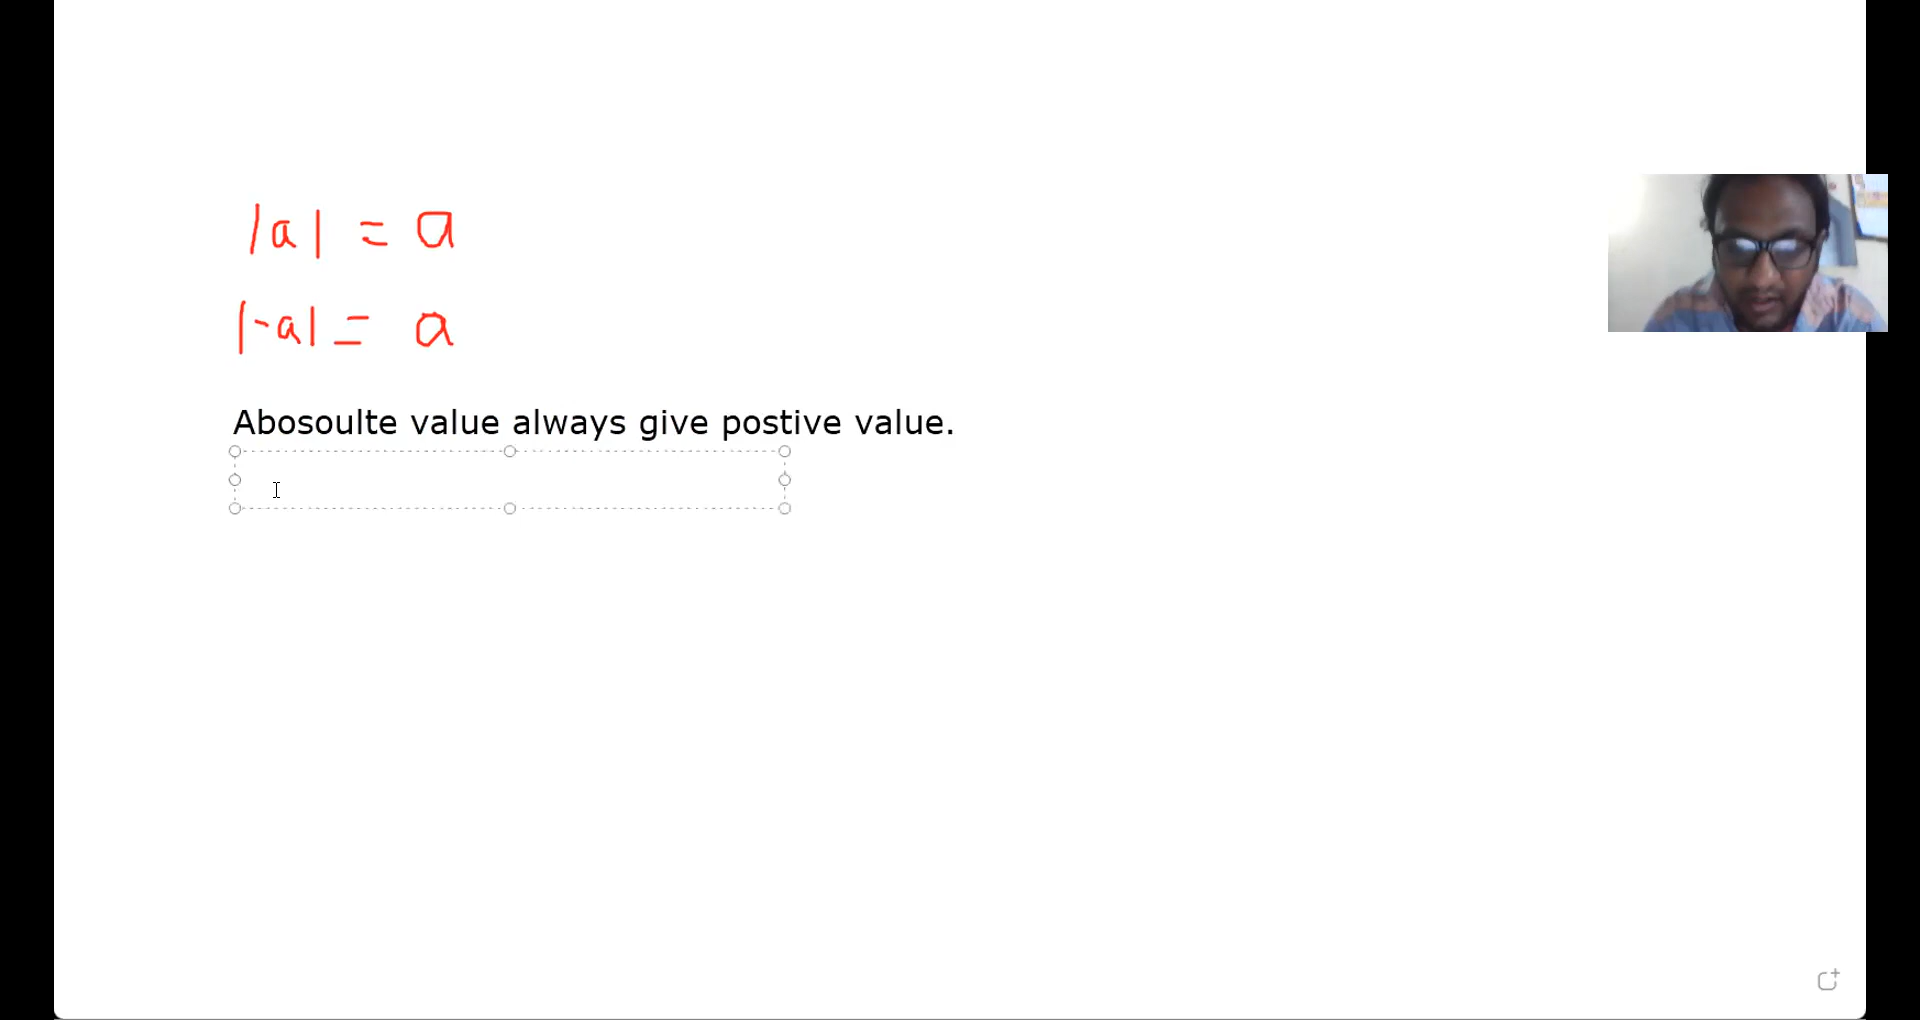 |a| = a
|-a| = a
Abosoulte value always give postive value.